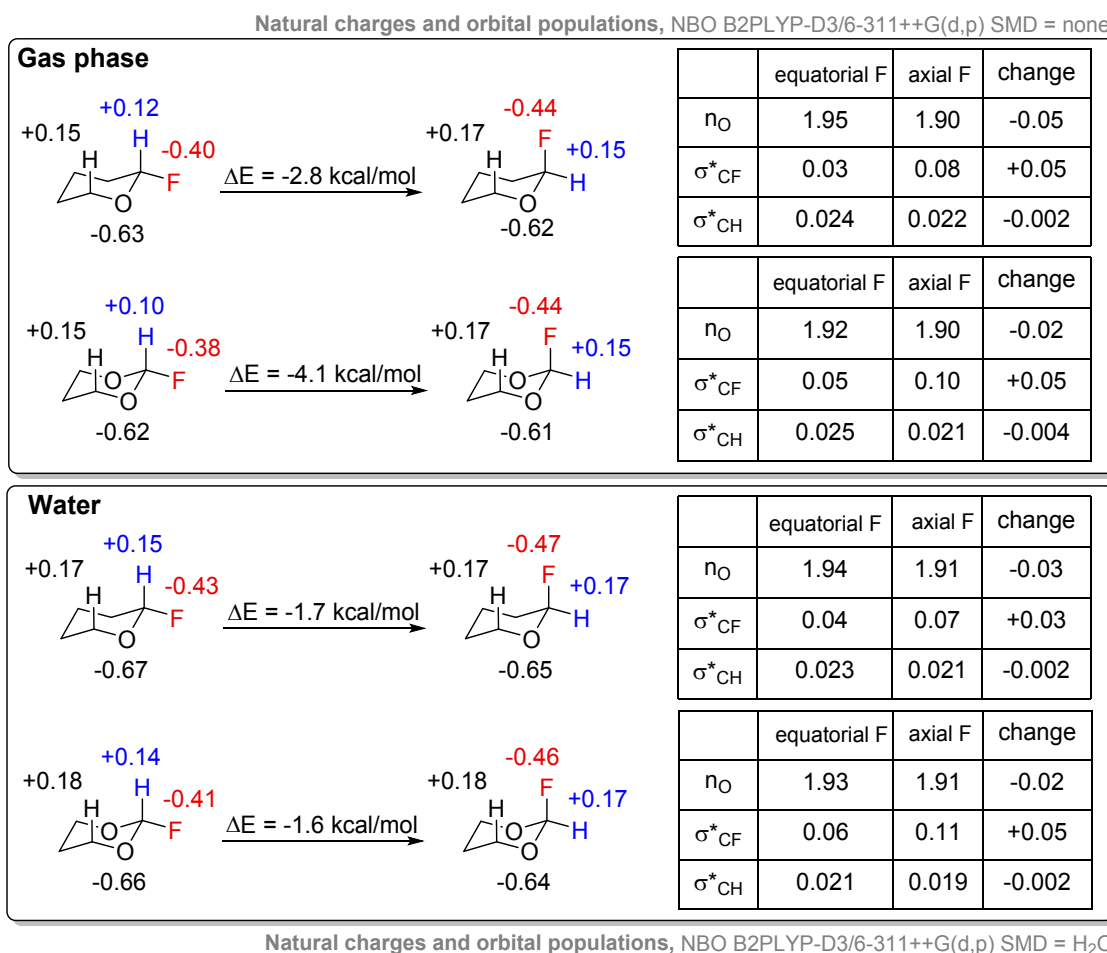 Natural charges and orbital populations, NBO B2PLYP-D3/6-311++G(d,p) SMD = none
Gas phase
+0.12
+0.15 H
H -0.40
F
O
-0.63
ΔE = -2.8 kcal/mol
-0.44
+0.17 F
H +0.15
H
O
-0.62
equatorial F axial F change
nO 1.95 1.90 -0.05
σ*CF 0.03 0.08 +0.05
σ*CH 0.024 0.022 -0.002
+0.10
+0.15 H
H -0.38
O F
O
-0.62
ΔE = -4.1 kcal/mol
-0.44
+0.17 F
H +0.15
O H
O
-0.61
equatorial F axial F change
nO 1.92 1.90 -0.02
σ*CF 0.05 0.10 +0.05
σ*CH 0.025 0.021 -0.004
Water
+0.15
+0.17 H
H -0.43
F
O
-0.67
ΔE = -1.7 kcal/mol
-0.47
+0.17 F
H +0.17
H
O
-0.65
equatorial F axial F change
nO 1.94 1.91 -0.03
σ*CF 0.04 0.07 +0.03
σ*CH 0.023 0.021 -0.002
+0.14
+0.18 H
H -0.41
O F
O
-0.66
ΔE = -1.6 kcal/mol
-0.46
+0.18 F
H +0.17
O H
O
-0.64
equatorial F axial F change
nO 1.93 1.91 -0.02
σ*CF 0.06 0.11 +0.05
σ*CH 0.021 0.019 -0.002
Natural charges and orbital populations, NBO B2PLYP-D3/6-311++G(d,p) SMD = H2O